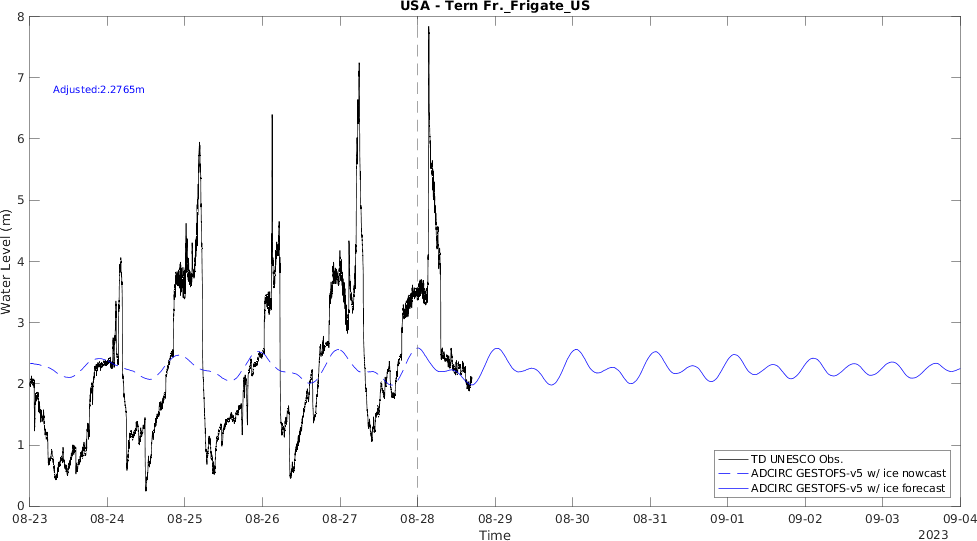 USA - Tern Fr._Frigate_US
8
7
6
5
4
3
2
1
0
Water Level (m)
Adjusted:2.2765m
TD UNESCO Obs.
ADCIRC GESTOFS-v5 w/ ice nowcast
ADCIRC GESTOFS-v5 w/ ice forecast
08-23 08-24 08-25 08-26 08-27 08-28 08-29 08-30 08-31 09-01 09-02 09-03 09-04
Time
2023